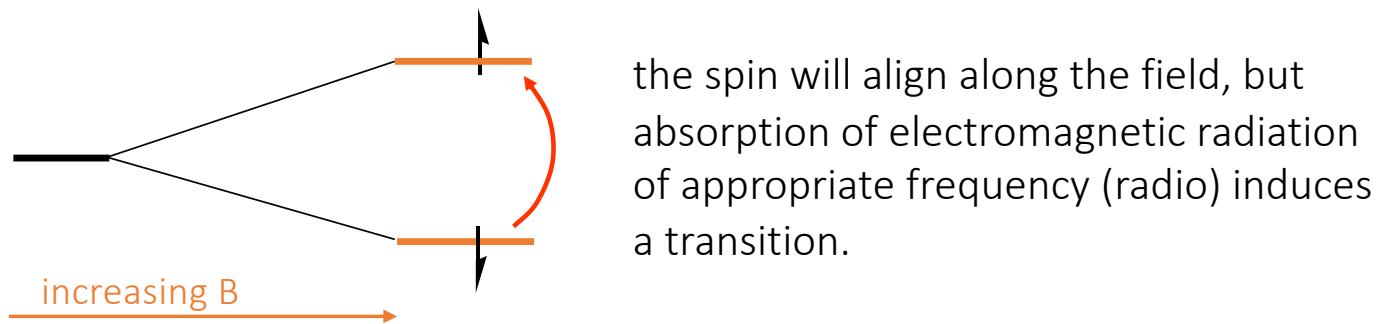 the spin will align along the field, but
absorption of electromagnetic radiation
of appropriate frequency (radio) induces
a transition.
increasing B